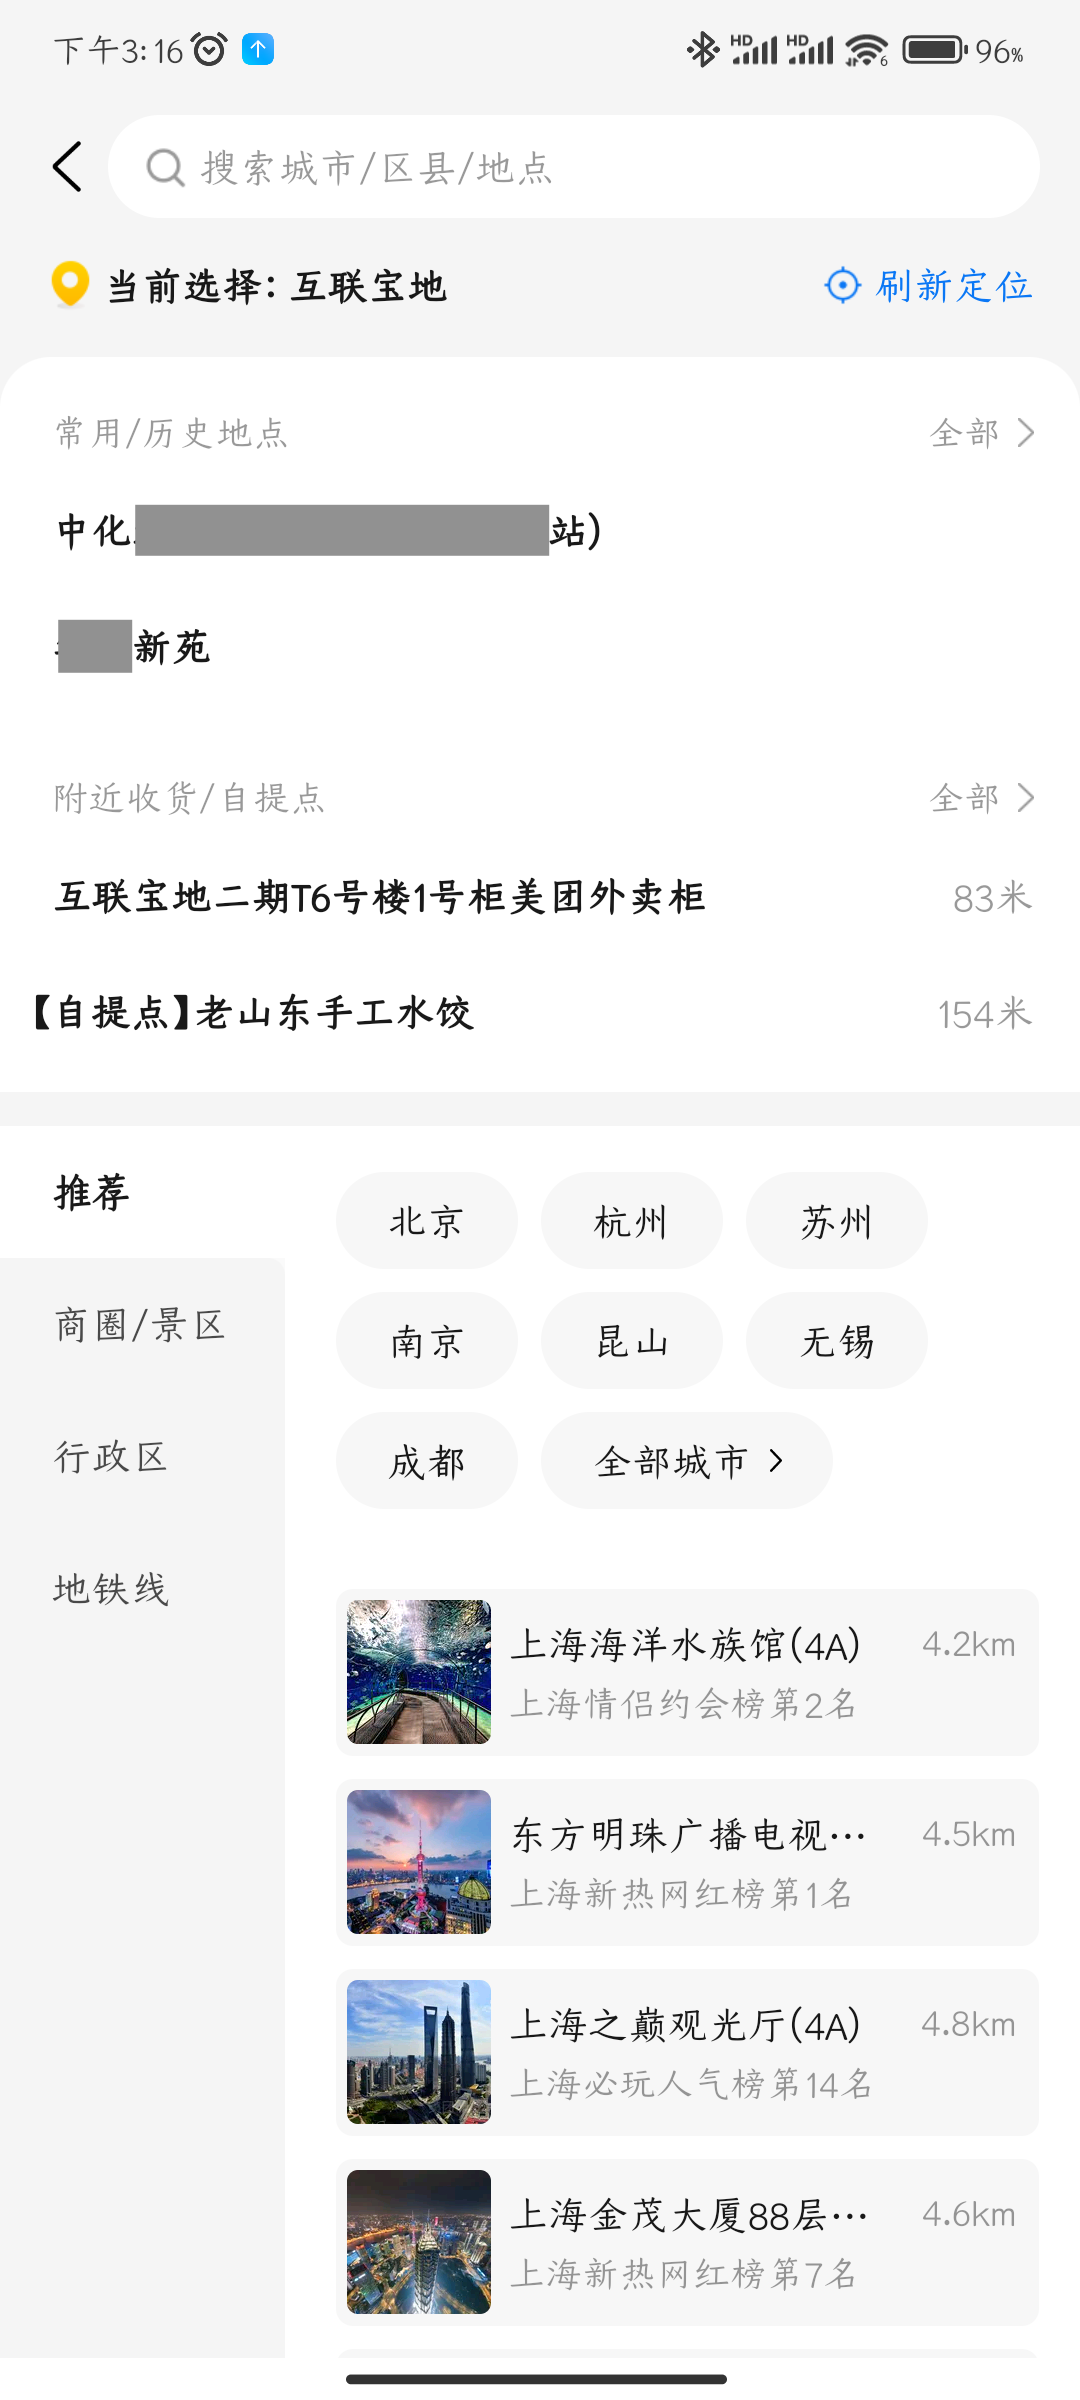 下午3:16
HD HD 6 96%
搜索城市/区县/地点
当前选择: 互联宝地
刷新定位
常用/历史地点
全部
中化
站)
新苑
附近收货/自提点
全部
互联宝地二期T6号楼1号柜美团外卖柜
83米
【自提点】老山东手工水饺
154米
推荐
商圈/景区
行政区
地铁线
北京
杭州
苏州
南京
昆山
无锡
成都
全部城市
上海海洋水族馆(4A)
4.2km
上海情侣约会榜第2名
东方明珠广播电视…
4.5km
上海新热网红榜第1名
上海之巅观光厅(4A)
4.8km
上海必玩人气榜第14名
上海金茂大厦88层…
4.6km
上海新热网红榜第7名